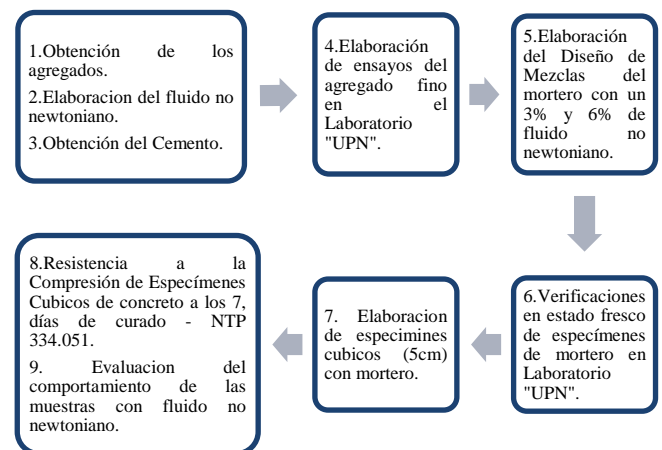 1.Obtención de los
agregados.
2.Elaboracion del fluido no
newtoniano.
3.Obtención del Cemento.
4.Elaboración
de ensayos del
agregado fino
en el
Laboratorio
"UPN".
5.Elaboración
del Diseño de
Mezclas del
mortero con un
3% y 6% de
fluido no
newtoniano.
6.Verificaciones
en estado fresco
de especímenes
de mortero en
Laboratorio
"UPN".
7. Elaboracion
de especimines
cubicos (5cm)
con mortero.
8.Resistencia a la
Compresión de Especímenes
Cubicos de concreto a los 7,
días de curado - NTP
334.051.
9. Evaluacion del
comportamiento de las
muestras con fluido no
newtoniano.